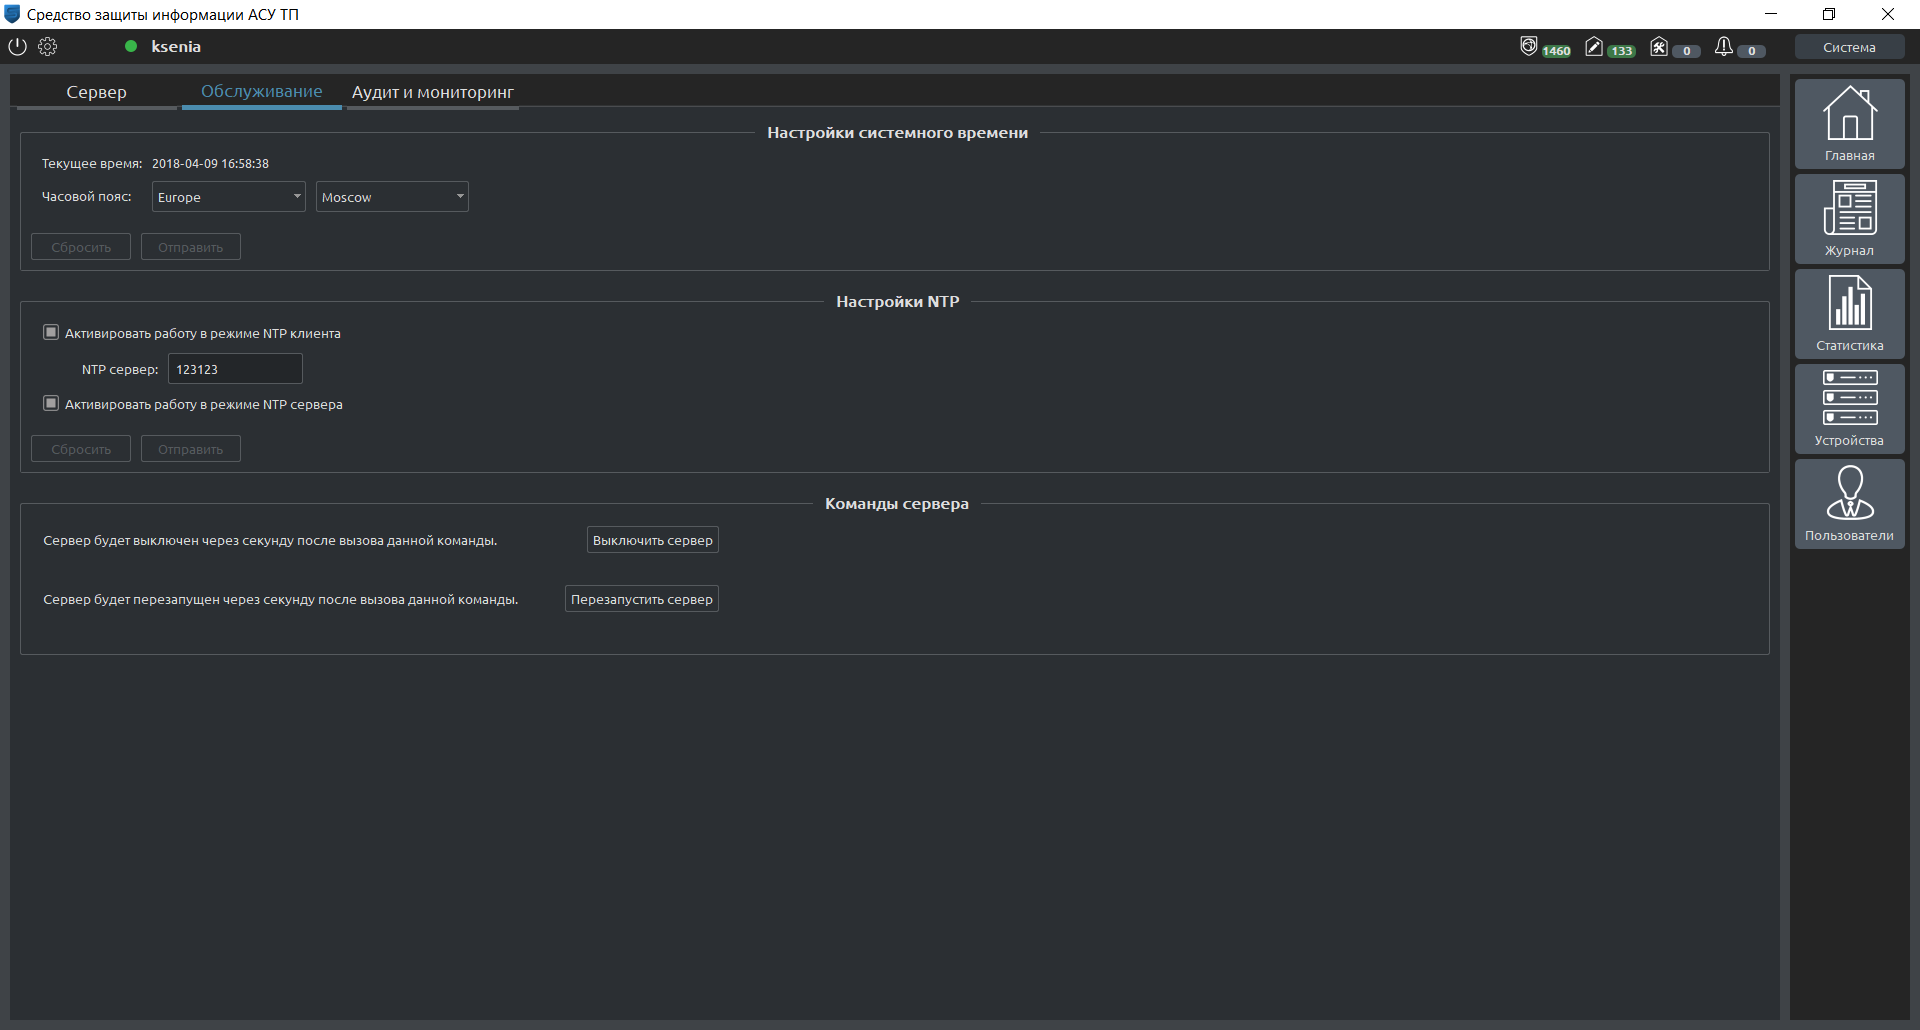 Средство защиты информации АСУ ТП
ksenia
1460
133
0
0
Система
Сервер
Обслуживание
Аудит и мониторинг
Настройки системного времени
Текущее время: 2018-04-09 16:58:38
Часовой пояс: Europe Moscow
Сбросить Отправить
Настройки NTP
Активировать работу в режиме NTP клиента
NTP сервер: 123123
Активировать работу в режиме NTP сервера
Сбросить Отправить
Команды сервера
Сервер будет выключен через секунду после вызова данной команды. Выключить сервер
Сервер будет перезапущен через секунду после вызова данной команды. Перезапустить сервер
Главная
Журнал
Статистика
Устройства
Пользователи